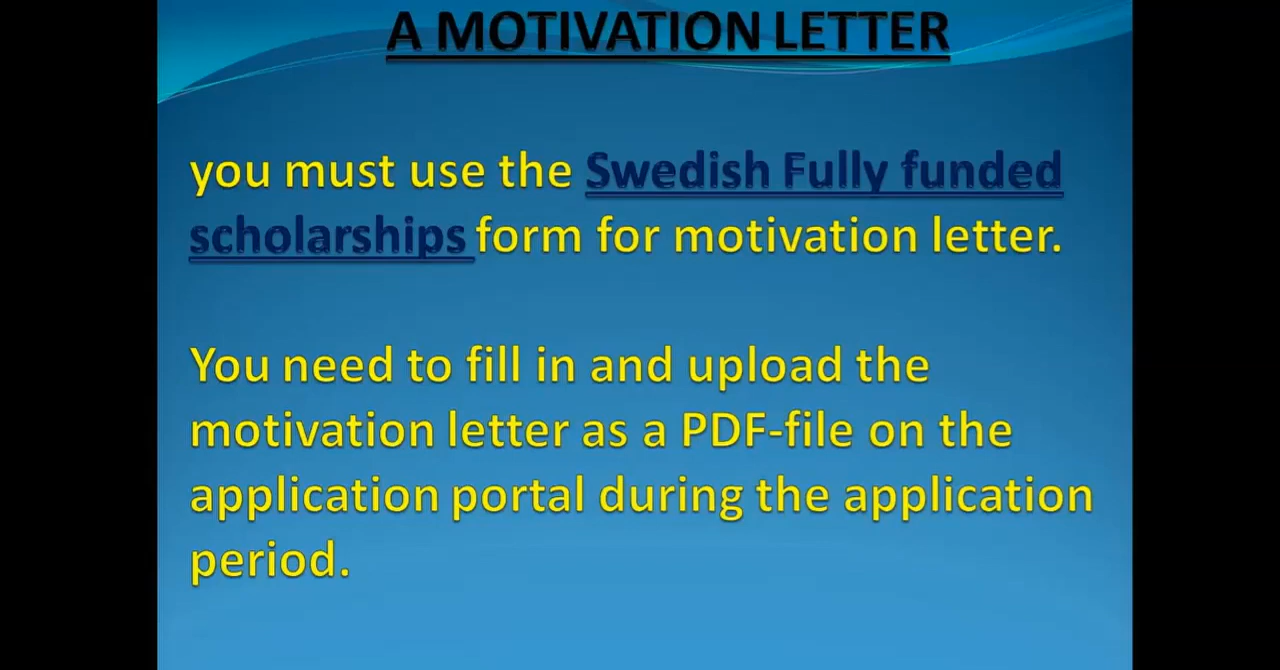 A MOTIVATION LETTER
you must use the Swedish Fully funded
scholarships form for motivation letter.
You need to fill in and upload the
motivation letter as a PDF-file on the
application portal during the application
period.